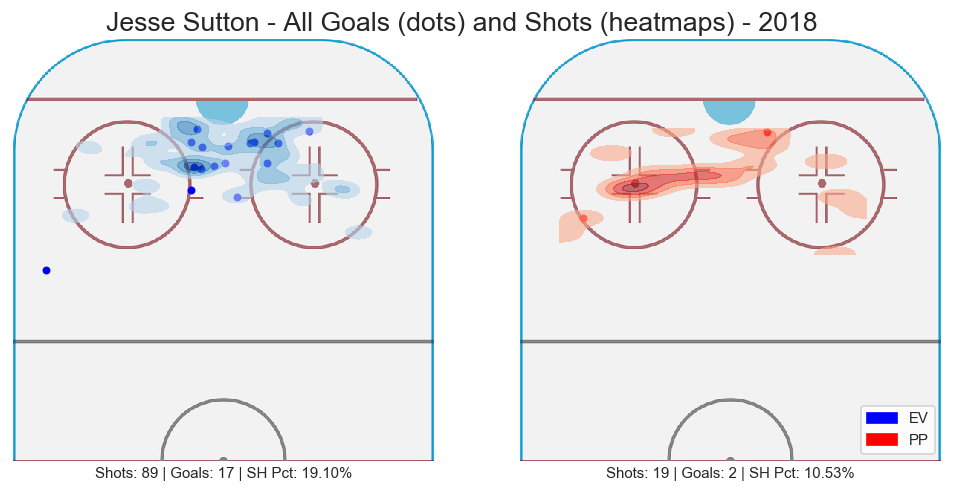 Jesse Sutton - All Goals (dots) and Shots (heatmaps) - 2018
EV
PP
Shots: 89 | Goals: 17 | SH Pct: 19.10%
Shots: 19 | Goals: 2 | SH Pct: 10.53%